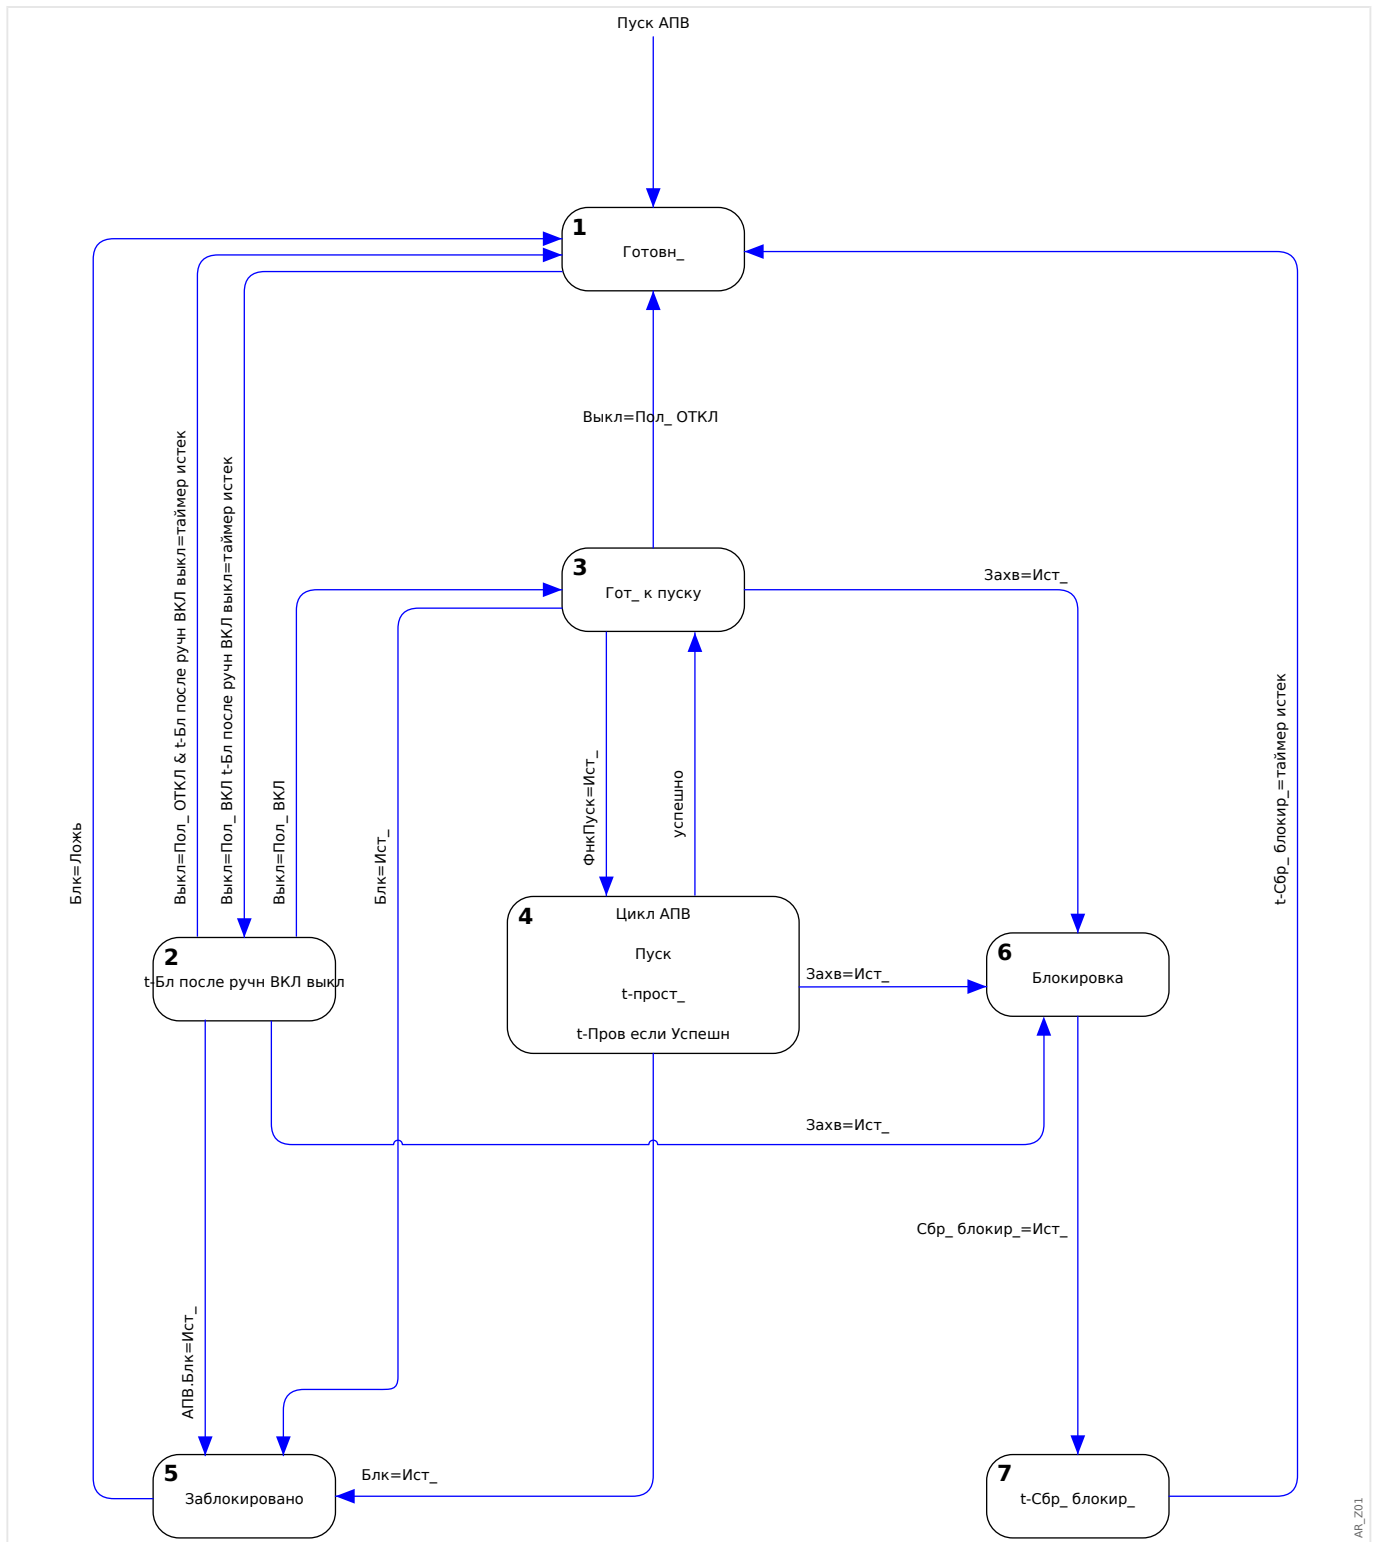 Пуск АПВ
1
Готовн_
Выкл=Пол_ ОТКЛ
3
Гот_ к пуску
Захв=Ист_
Выкл=Пол_ ОТКЛ & t-Бл после ручн ВКЛ выкл=таймер истек
Выкл=Пол_ ВКЛ t-Бл после ручн ВКЛ выкл=таймер истек
Выкл=Пол_ ВКЛ
Блк=Ложь
Блк=Ист_
ФнкПуск=Ист_
успешно
t-Сбр_ блокир_=таймер истек
2
t-Бл после ручн ВКЛ выкл
4
Цикл АПВ
Пуск
t-прост_
t-Пров если Успешн
Захв=Ист_
6
Блокировка
Захв=Ист_
Сбр_ блокир_=Ист_
АПВ.Блк=Ист_
5
Заблокировано
Блк=Ист_
7
t-Сбр_ блокир_
AR_Z01